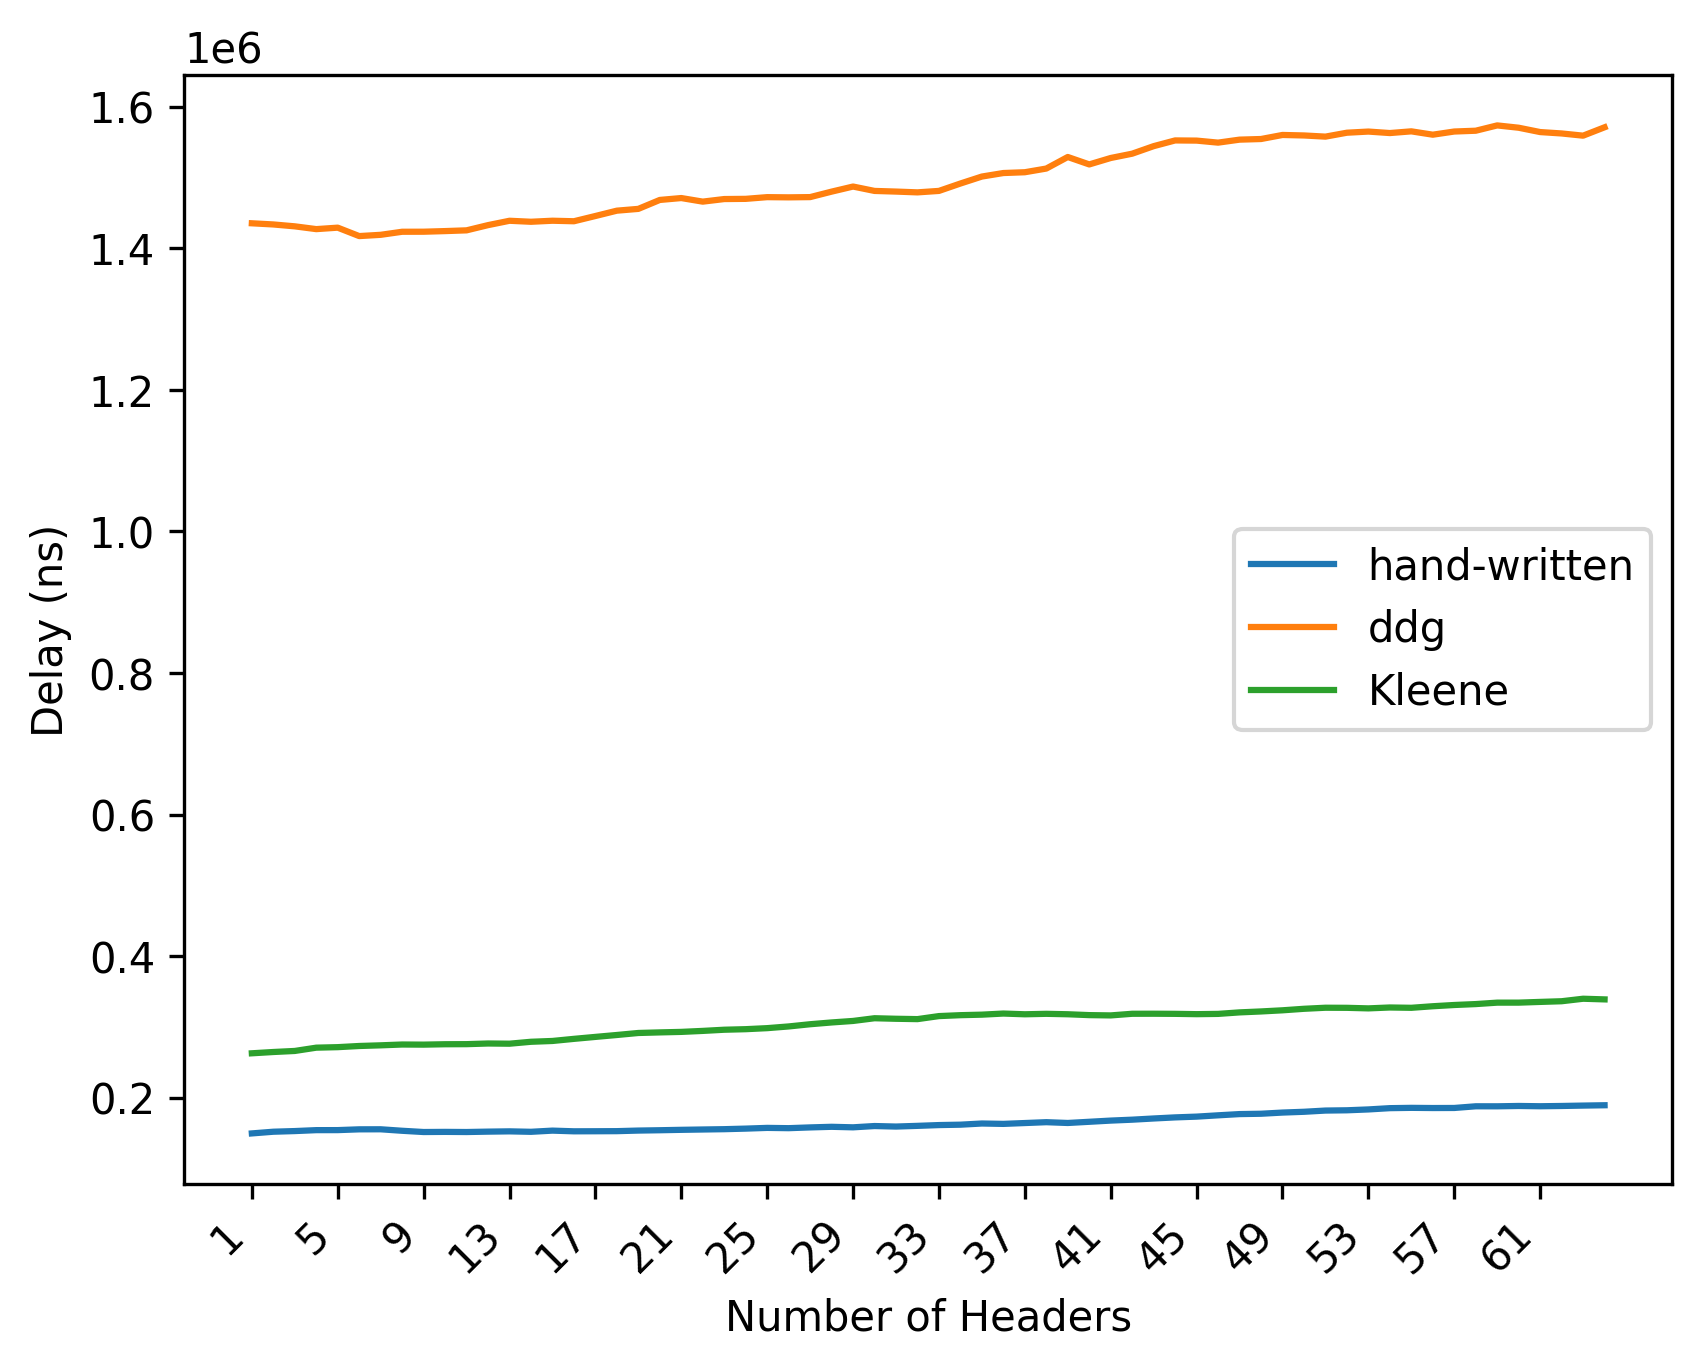 1e6
1.6
1.4
1.2
1.0
0.8
0.6
0.4
0.2
Delay (ns)
hand-written
ddg
Kleene
1 5 9 13 17 21 25 29 33 37 41 45 49 53 57 61
Number of Headers